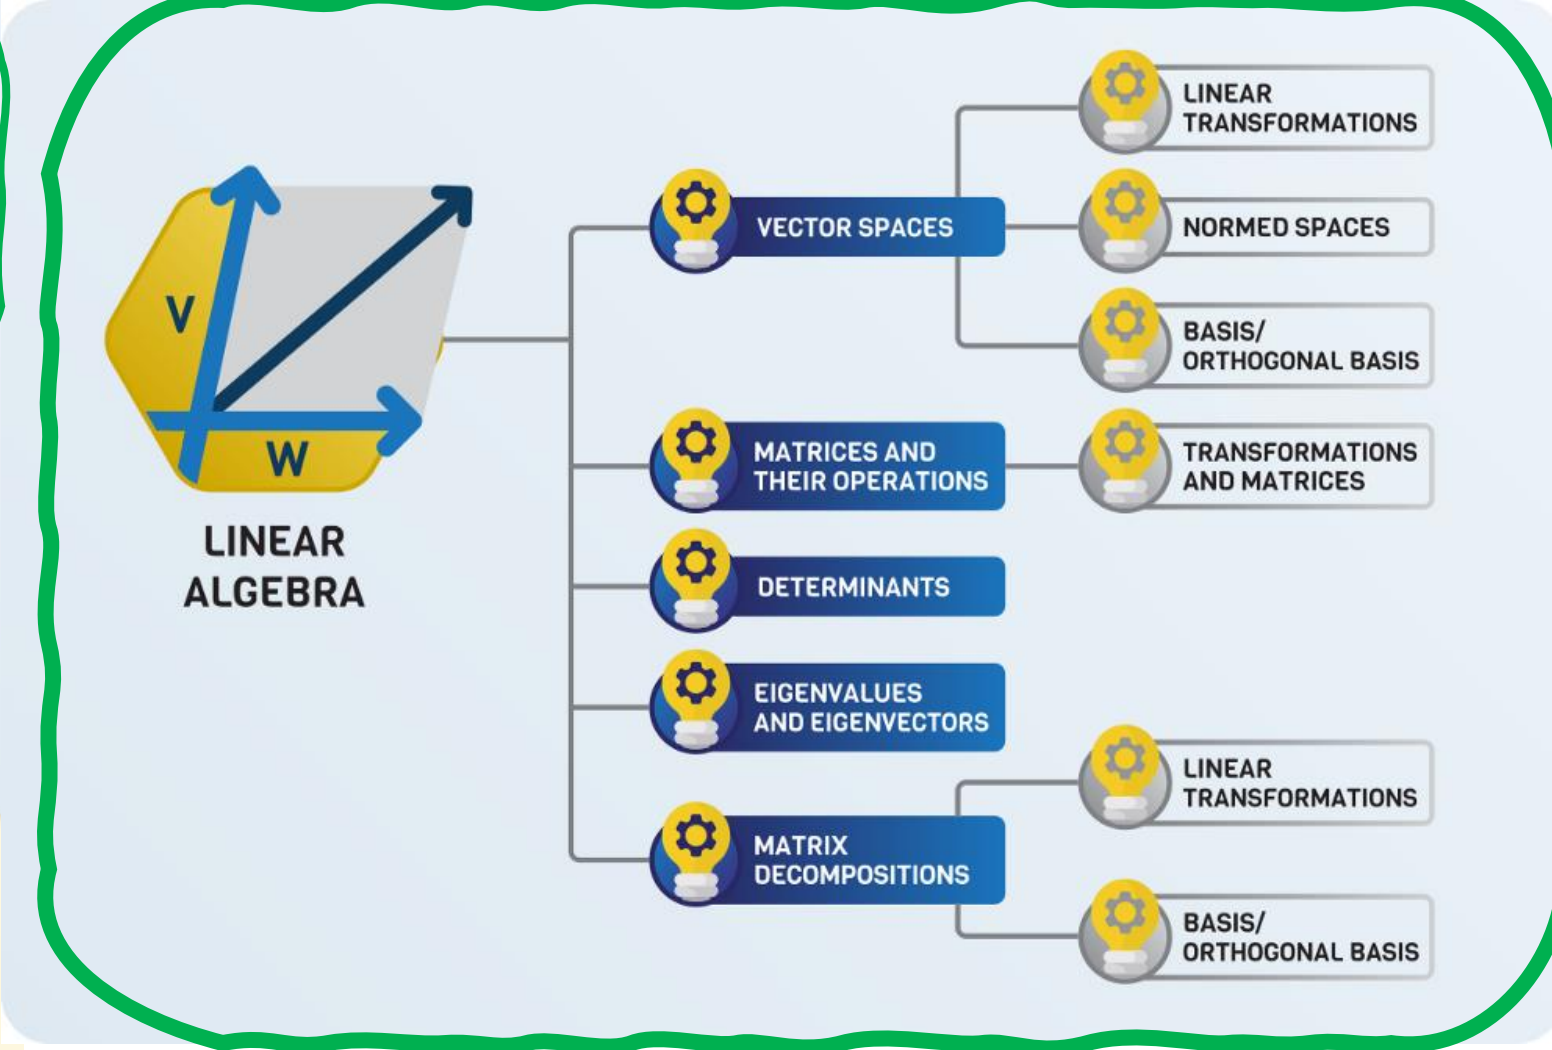 V
W
LINEAR
ALGEBRA
VECTOR SPACES
LINEAR
TRANSFORMATIONS
NORMED SPACES
BASIS/
ORTHOGONAL BASIS
MATRICES AND
THEIR OPERATIONS
TRANSFORMATIONS
AND MATRICES
DETERMINANTS
EIGENVALUES
AND EIGENVECTORS
MATRIX
DECOMPOSITIONS
LINEAR
TRANSFORMATIONS
BASIS/
ORTHOGONAL BASIS